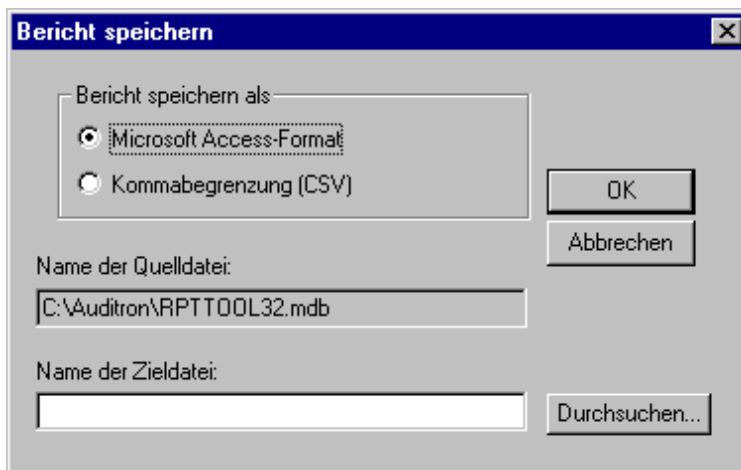 Bericht speichern
Bericht speichern als
Microsoft Access-Format
Kommabegrenzung (CSV)
OK
Abbrechen
Name der Quelldatei:
C:\Auditron\RPTTOOL32.mdb
Name der Zieldatei:
Durchsuchen...